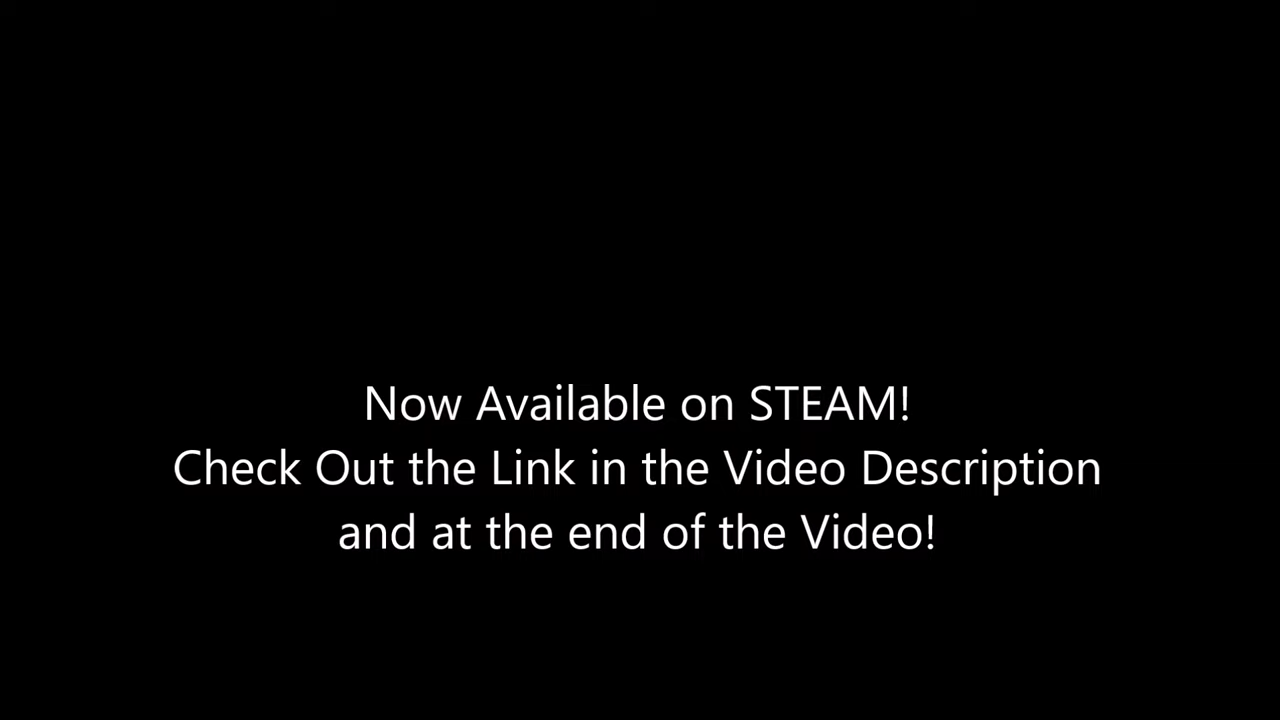 Now Available on STEAM!
Check Out the Link in the Video Description
and at the end of the Video!